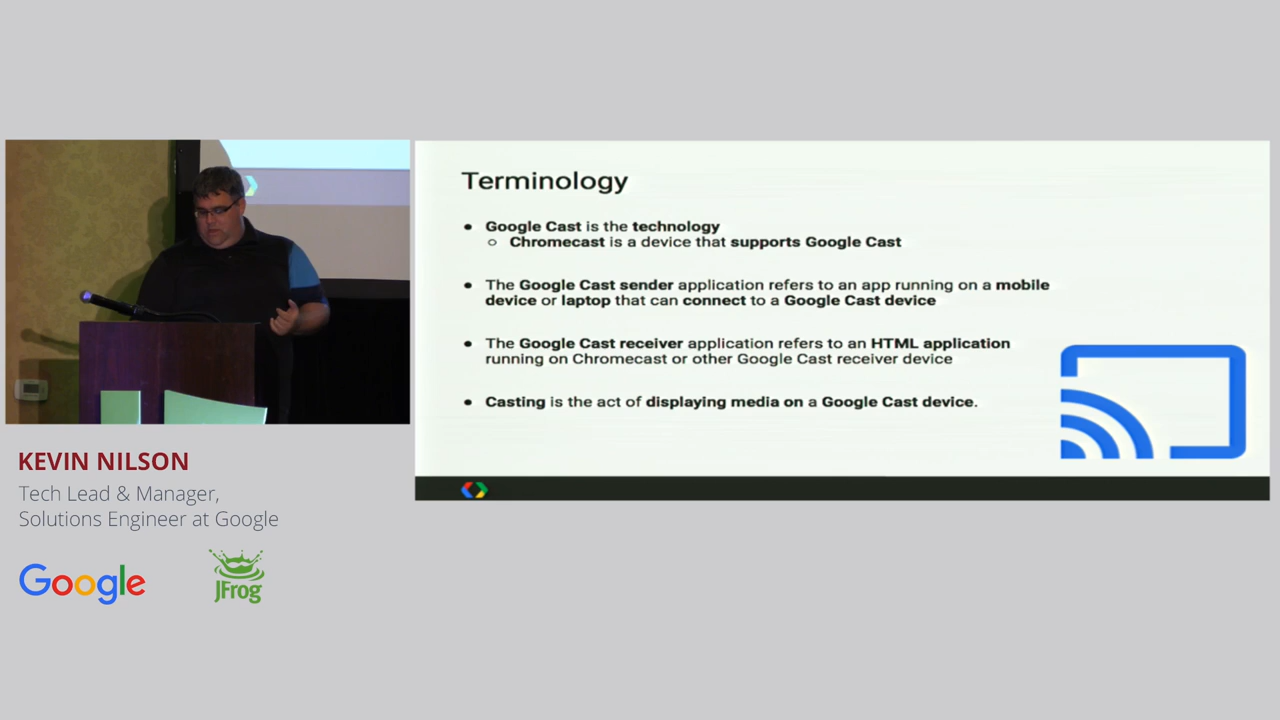 Terminology
Google Cast is the technology
Chromecast is a device that supports Google Cast
The Google Cast sender application refers to an app running on a mobile
device or laptop that can connect to a Google Cast device
The Google Cast receiver application refers to an HTML application
running on Chromecast or other Google Cast receiver device
Casting is the act of displaying media on a Google Cast device.
KEVIN NILSON
Tech Lead & Manager,
Solutions Engineer at Google
Google
JFrog